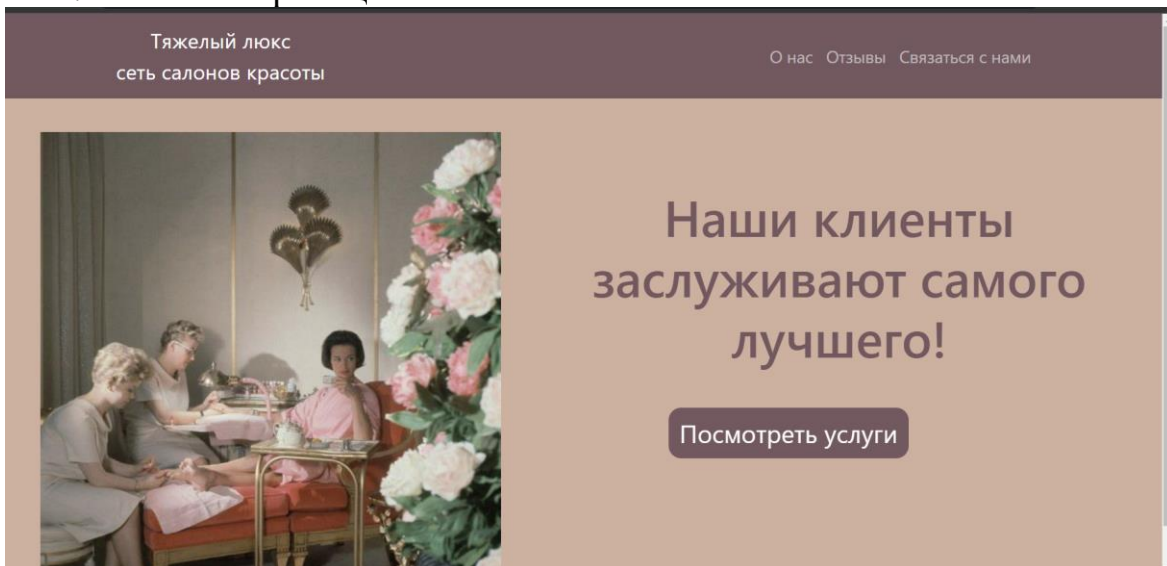 Тяжелый люкс
сеть салонов красоты
О нас Отзывы Связаться с нами
Наши клиенты
заслуживают самого
лучшего!
Посмотреть услуги